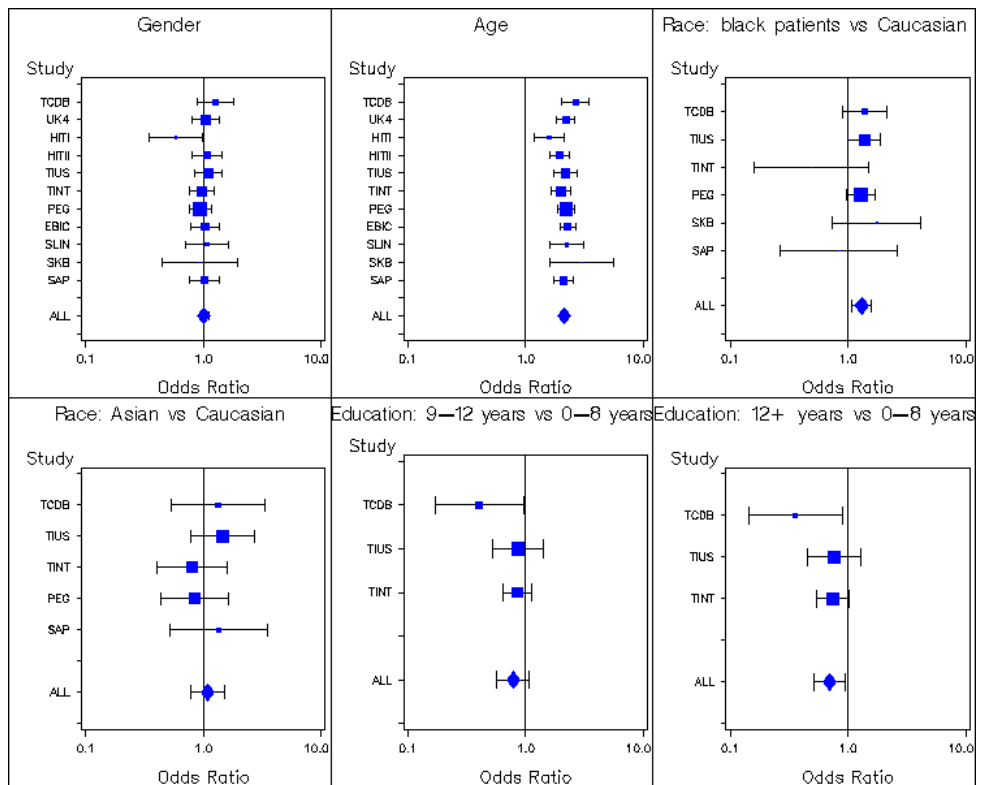 Gender
Study
TCDB
UK4
HITI
HITII
TIUS
TINT
PEG
EBIC
SLIN
SKB
SAP
ALL
0.1 1.0 10.0
Odds Ratio
Age
Study
TCDB
UK4
HITI
HITII
TIUS
TINT
PEG
EBIC
SLIN
SKB
SAP
ALL
0.1 1.0 10.0
Odds Ratio
Race: black patients vs Caucasian
Study
TCDB
TIUS
TINT
PEG
SKB
SAP
ALL
0.1 1.0 10.0
Odds Ratio
Race: Asian vs Caucasian
Study
TCDB
TIUS
TINT
PEG
SAP
ALL
0.1 1.0 10.0
Odds Ratio
Education: 9–12 years vs 0–8 years
Study
TCDB
TIUS
TINT
ALL
0.1 1.0 10.0
Odds Ratio
Education: 12+ years vs 0–8 years
Study
TCDB
TIUS
TINT
ALL
0.1 1.0 10.0
Odds Ratio